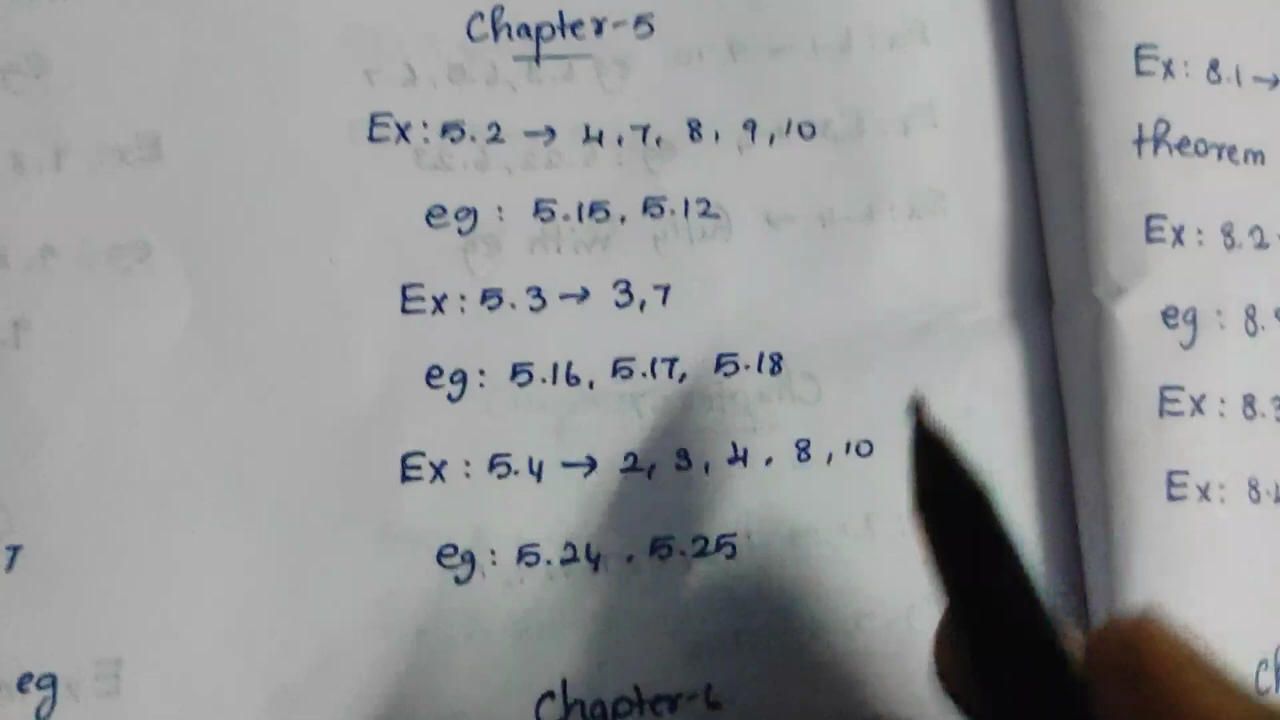 Chapter-5
Ex: 5.2 → 4, 7, 8, 9, 10
eg: 5.15, 5.12
Ex: 5.3 → 3, 7
eg: 5.16, 5.17, 5.18
Ex: 5.4 → 2, 3, 4, 8, 10
eg: 5.24, 5.25
Chapter-6
eg
Ex: 8.1 →
theorem
Ex: 8.2
eg: 8.
Ex: 8.3
Ex: 8.